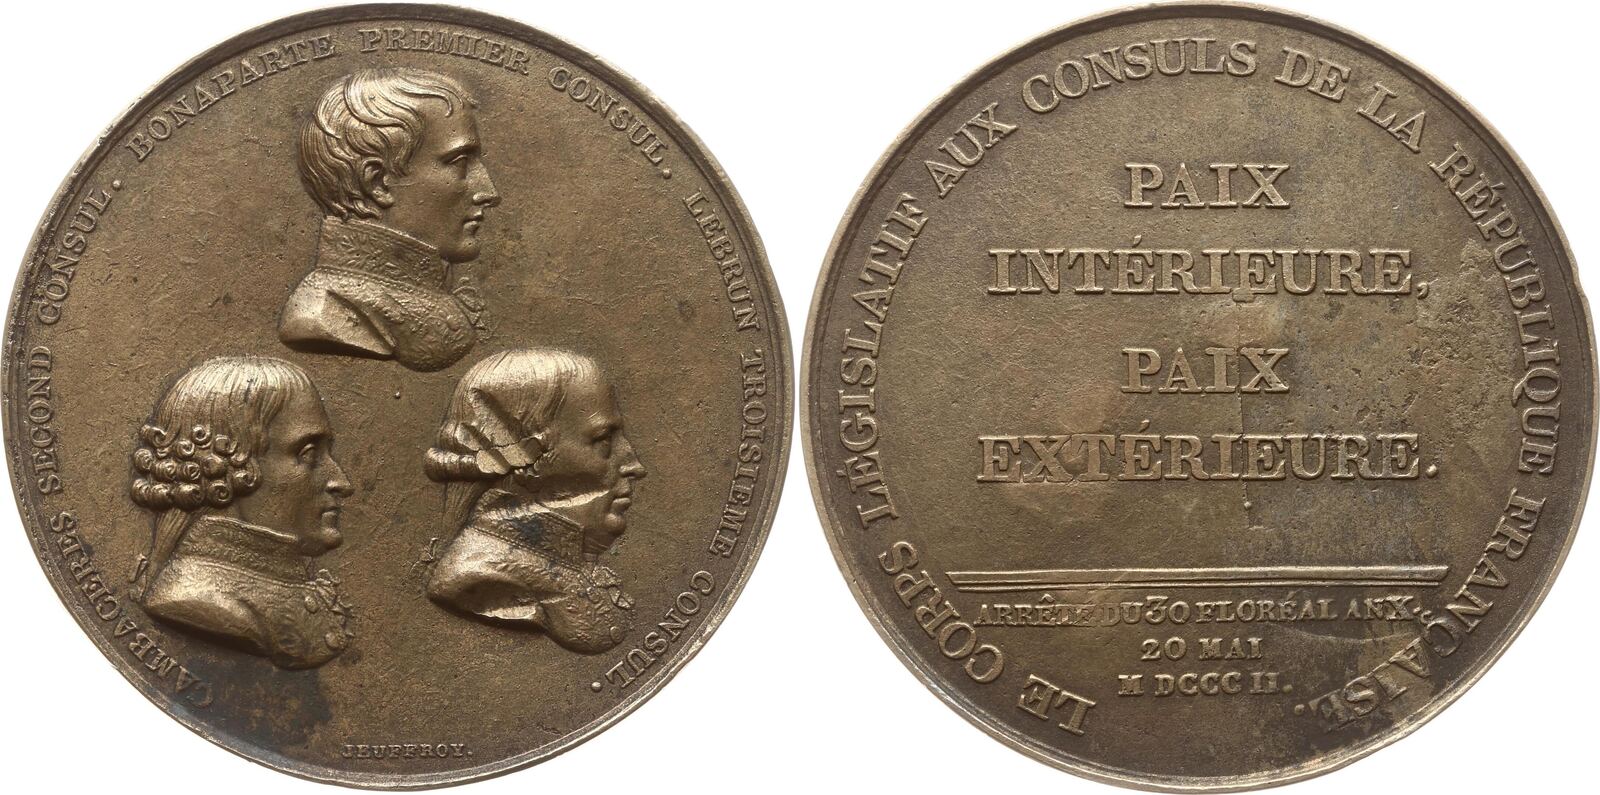 CAMBACERES SECOND CONSUL. BONAPARTE PREMIER CONSUL. LEBRUN TROISIEME CONSUL.
JEUFFROY.
LE CORPS LÉGISLATIF AUX CONSULS DE LA RÉPUBLIQUE FRANÇAISE.
PAIX
INTÉRIEURE,
PAIX
EXTÉRIEURE.
ARRÊTÉ DU 30 FLORÉAL AN X.
20 MAI
M DCCC II.